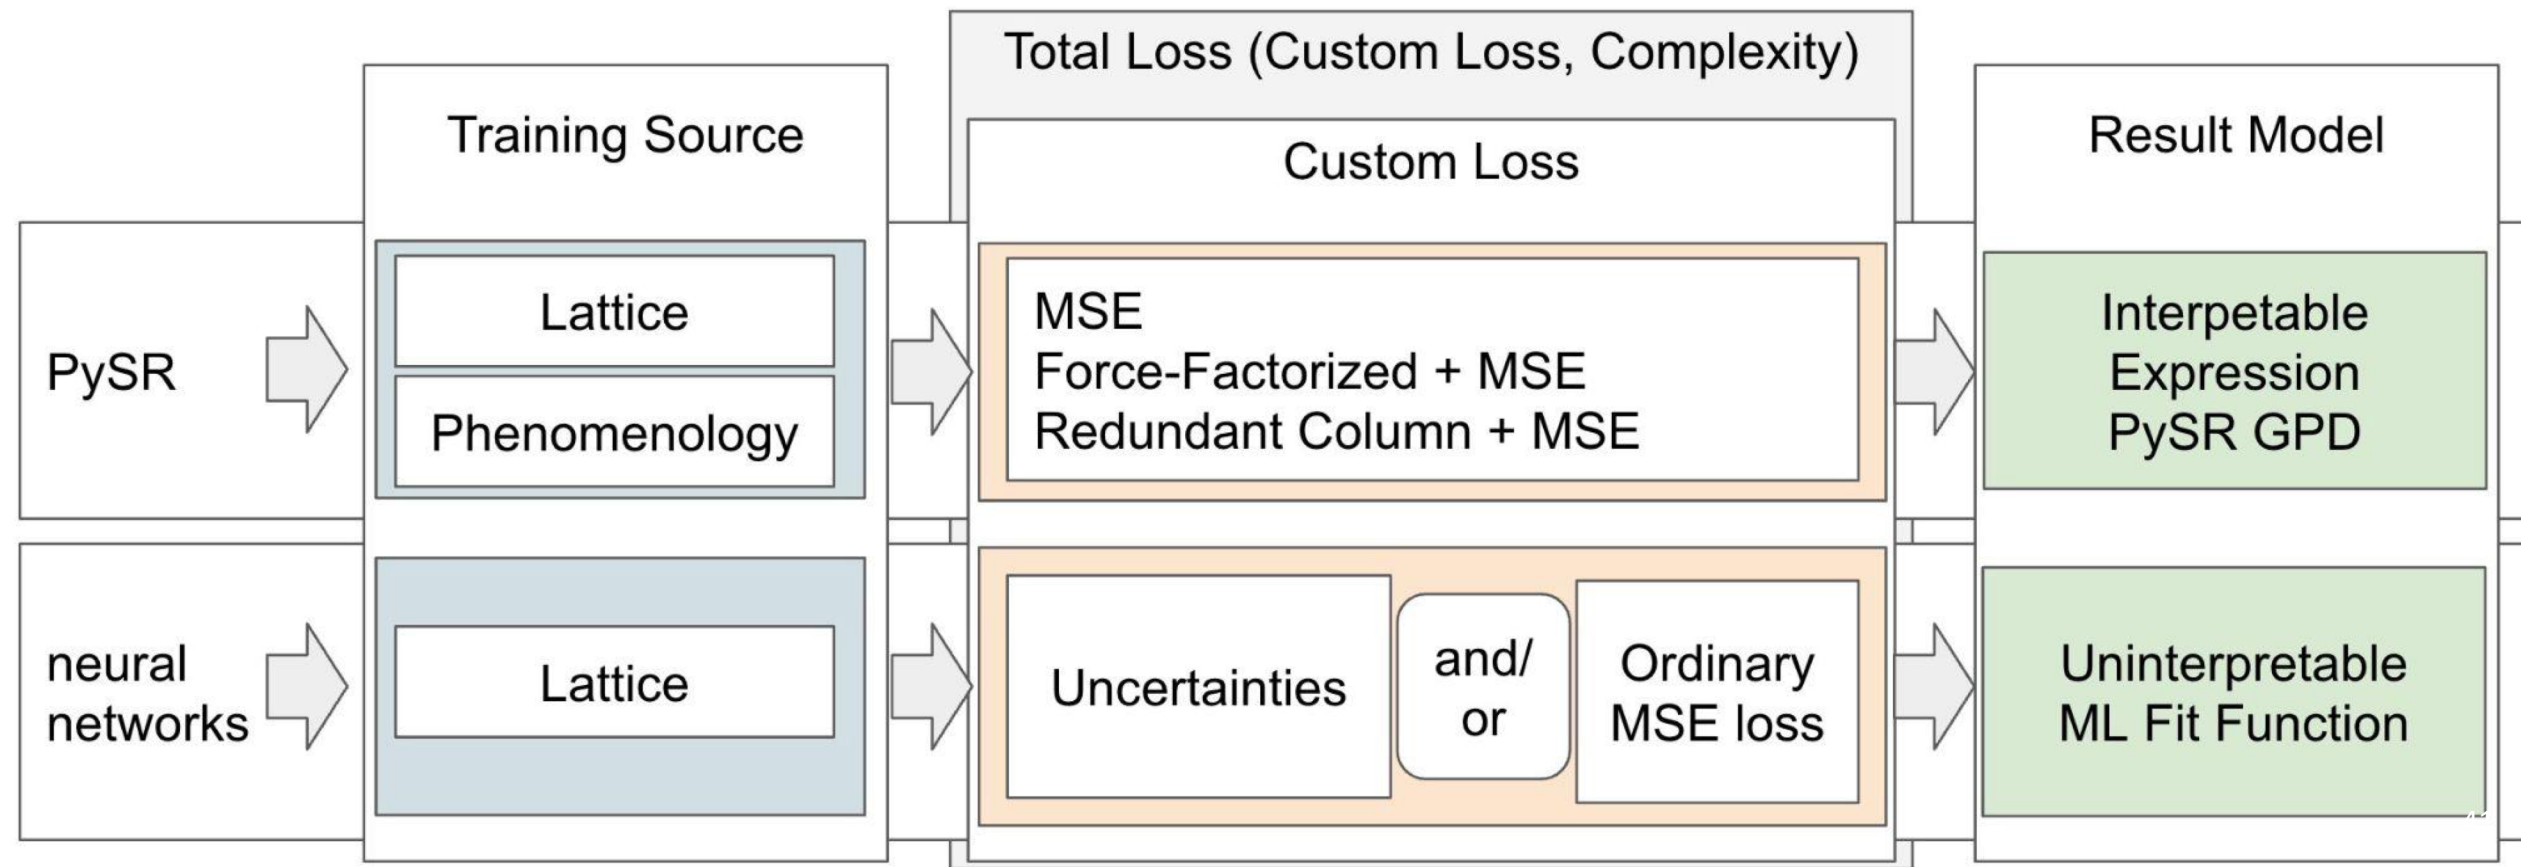 Total Loss (Custom Loss, Complexity)
Training Source
Custom Loss
Result Model
PySR
Lattice
Phenomenology
MSE
Force-Factorized + MSE
Redundant Column + MSE
Interpetable
Expression
PySR GPD
neural
networks
Lattice
Uncertainties
and/
or
Ordinary
MSE loss
Uninterpretable
ML Fit Function